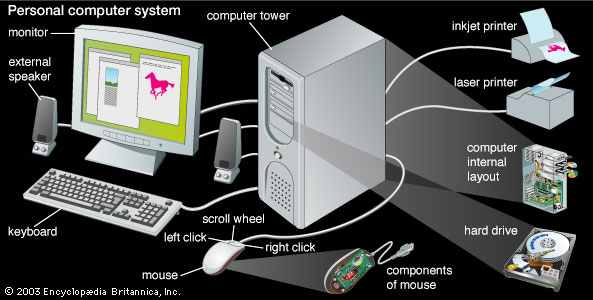 Personal computer system
monitor
computer tower
inkjet printer
external
speaker
laser printer
computer
internal
layout
keyboard
scroll wheel
left click
right click
hard drive
mouse
components
of mouse
© 2003 Encyclopædia Britannica, Inc.